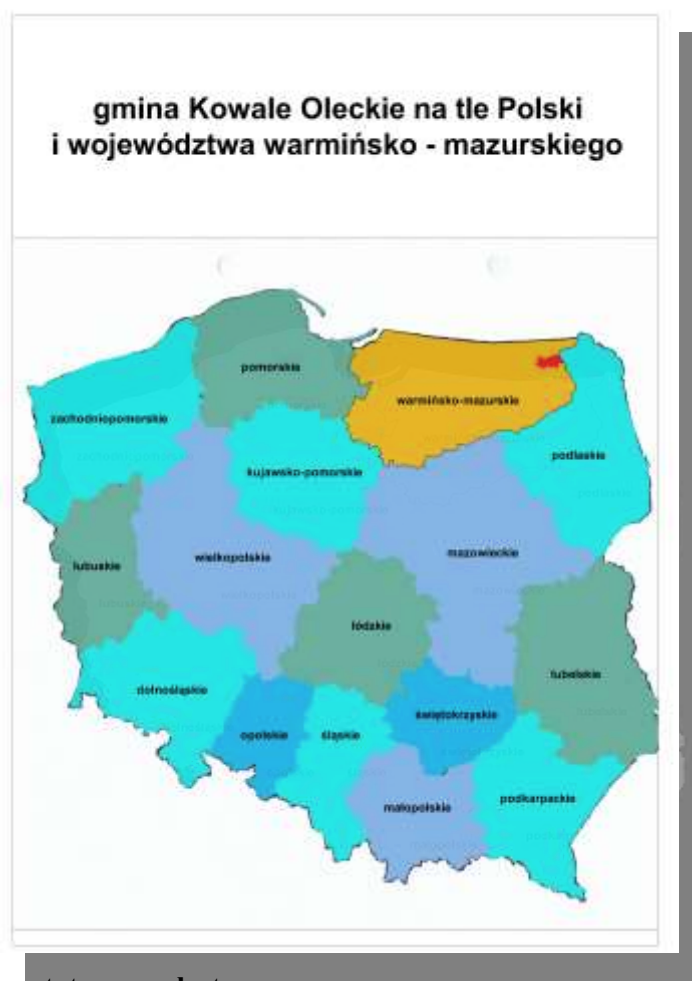 gmina Kowale Oleckie na tle Polski
i województwa warmińsko - mazurskiego
pomorskie
warmińsko-mazurskie
zachodniopomorskie
podlaskie
kujawsko-pomorskie
mazowieckie
wielkopolskie
lubuskie
łódzkie
lubelskie
dolnośląskie
świętokrzyskie
opolskie
śląskie
podkarpackie
małopolskie